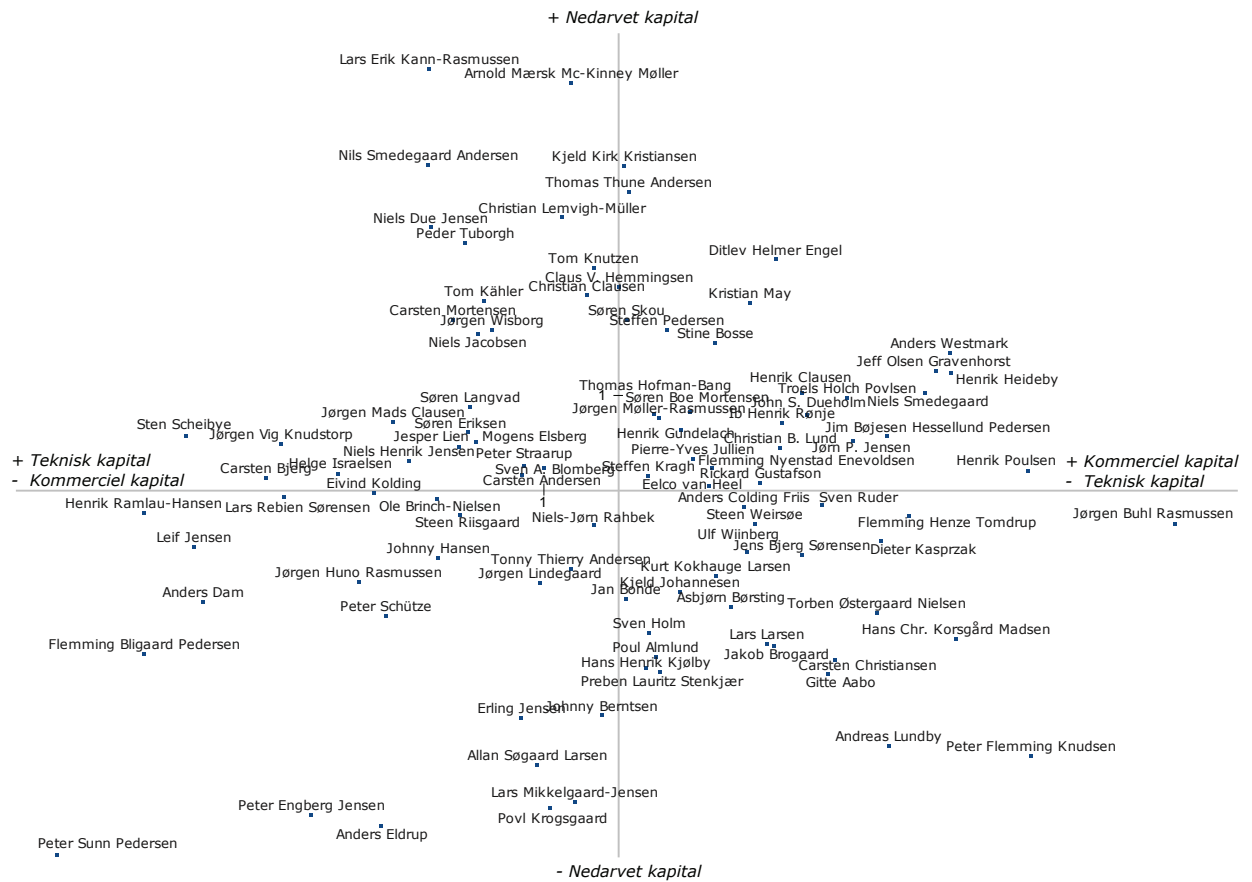 + Nedarvet kapital
Lars Erik Kann-Rasmussen
Arnold Mærsk Mc-Kinney Møller
Nils Smedegaard Andersen
Kjeld Kirk Kristiansen
Thomas Thune Andersen
Christian Lemvigh-Müller
Niels Due Jensen
Peder Tuborgh
Ditlev Helmer Engel
Tom Knutzen
Claus V. Hemmingsen
Christian Clausen
Tom Kähler
Kristian May
Carsten Mortensen
Søren Skou
Jørgen Wisborg
Steffen Pedersen
Stine Bosse
Niels Jacobsen
Anders Westmark
Jeff Olsen Gravenhorst
Henrik Clausen
Henrik Heideby
Thomas Hofman-Bang
Troels Holch Povlsen
1
Søren Langvad
Søren Boe Mortensen
John S. Dueholm
Niels Smedegaard
Jørgen Møller-Rasmussen
Ib Henrik Rønje
Jørgen Mads Clausen
Sten Scheibye
Søren Eriksen
Jim Bøjesen Hessellund Pedersen
Jørgen Vig Knudstorp
Jesper Lien
Mogens Elsberg
Henrik Gundelach
Christian B. Lund
Jørn P. Jensen
Niels Henrik Jensen
Peter Straarup
Pierre-Yves Jullien
+ Teknisk kapital
- Kommerciel kapital
Helge Israelsen
Carsten Bjerg
Sven A. Blomberg
Steffen Kragh
Flemming Nyenstad Enevoldsen
Henrik Poulsen
+ Kommerciel kapital
- Teknisk kapital
Rickard Gustafson
Eivind Kolding
Carsten Andersen
Eelco van Heel
1
Henrik Ramlau-Hansen
Lars Rebien Sørensen
Ole Brinch-Nielsen
Anders Colding Friis
Sven Ruder
Steen Riisgaard
Niels-Jørn Rahbek
Steen Weirsøe
Flemming Henze Tomdrup
Jørgen Buhl Rasmussen
Leif Jensen
Ulf Wiinberg
Johnny Hansen
Jens Bjerg Sørensen
Dieter Kasprzak
Tonny Thierry Andersen
Kurt Kokhauge Larsen
Jørgen Huno Rasmussen
Jørgen Lindegaard
Kjeld Johannesen
Jan Bonde
Anders Dam
Asbjørn Børsting
Torben Østergaard Nielsen
Peter Schütze
Sven Holm
Hans Chr. Korsgård Madsen
Lars Larsen
Flemming Bligaard Pedersen
Poul Almlund
Jakob Brogaard
Hans Henrik Kjølby
Carsten Christiansen
Preben Lauritz Stenkjær
Gitte Aabo
Erling Jensen
Johnny Berntsen
Andreas Lundby
Peter Flemming Knudsen
Allan Søgaard Larsen
Lars Mikkelgaard-Jensen
Peter Engberg Jensen
Povl Krogsgaard
Anders Eldrup
Peter Sunn Pedersen
- Nedarvet kapital